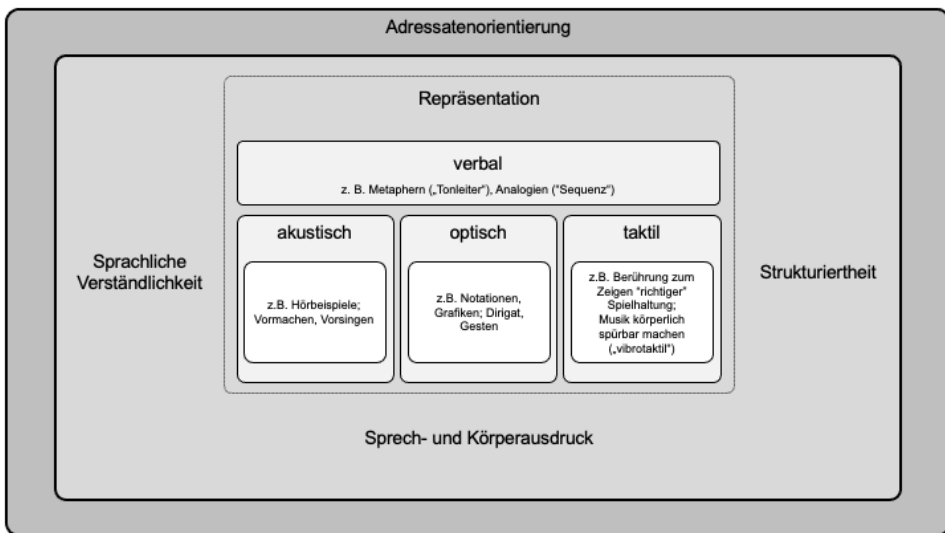 Adressatenorientierung
Repräsentation
verbal
z. B. Metaphern („Tonleiter“), Analogien ("Sequenz“)
akustisch
z.B. Hörbeispiele;
Vormachen, Vorsingen
optisch
z.B. Notationen,
Grafiken; Dirigat,
Gesten
taktil
z.B. Berührung zum
Zeigen "richtiger"
Spielhaltung;
Musik körperlich
spürbar machen
(„vibrotaktil“)
Sprachliche
Verständlichkeit
Strukturiertheit
Sprech- und Körperausdruck